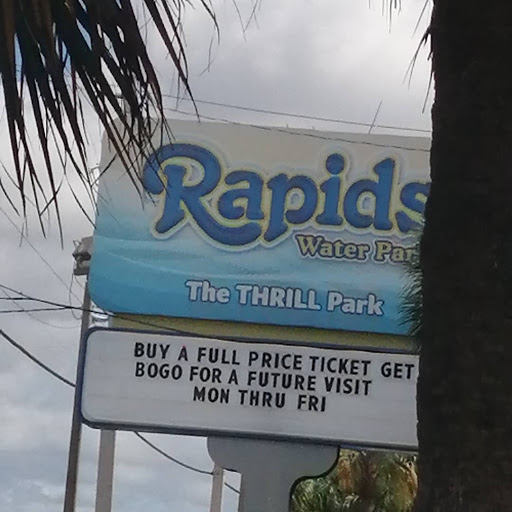 Rapids
Water Par
The THRILL Park
BUY A FULL PRICE TICKET GET
BOGO FOR A FUTURE VISIT
MON THRU FRI